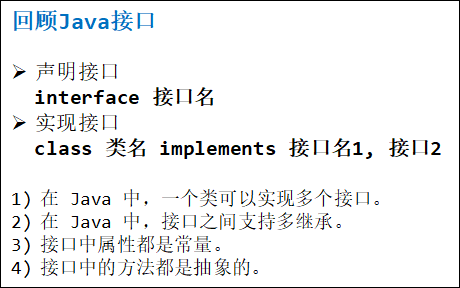 回顾Java接口
➢ 声明接口
interface 接口名
➢ 实现接口
class 类名 implements 接口名1, 接口2
1) 在 Java 中，一个类可以实现多个接口。
2) 在 Java 中，接口之间支持多继承。
3) 接口中属性都是常量。
4) 接口中的方法都是抽象的。